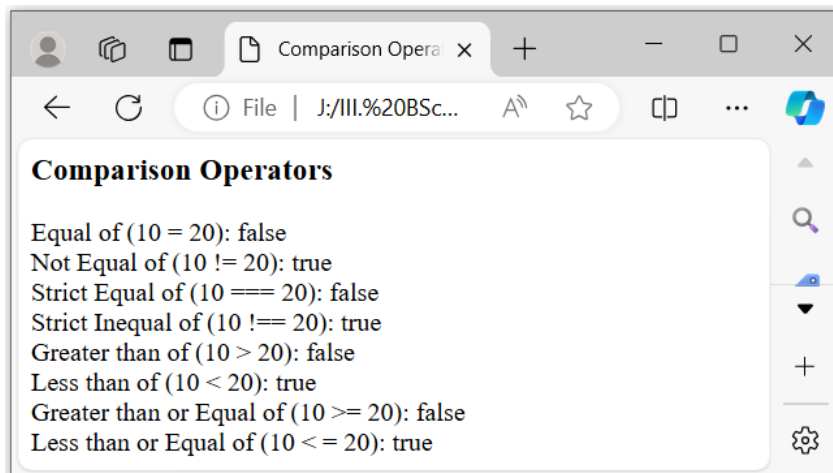 Comparison Opera
File | J:/III.%20BSc...
Comparison Operators
Equal of (10 = 20): false
Not Equal of (10 != 20): true
Strict Equal of (10 === 20): false
Strict Inequal of (10 !== 20): true
Greater than of (10 > 20): false
Less than of (10 < 20): true
Greater than or Equal of (10 >= 20): false
Less than or Equal of (10 < = 20): true